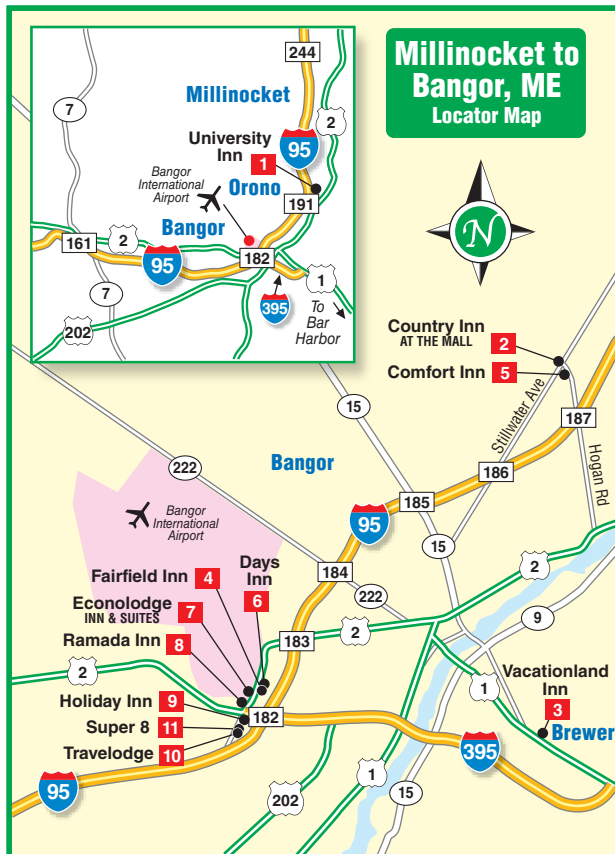 Millinocket to
Bangor, ME
Locator Map
N
244
7
Millinocket
2
University
Inn
1
95
Bangor
International
Airport
Orono
191
Bangor
161
2
182
95
1
7
395
To
Bar
Harbor
202
Country Inn
AT THE MALL
2
Comfort Inn
5
Stillwater Ave
15
187
Hogan Rd
222
Bangor
186
185
95
15
Bangor
International
Airport
184
2
Fairfield Inn
4
Days
Inn
6
222
Econolodge
INN & SUITES
7
183
2
9
Ramada Inn
8
2
1
Vacationland
Inn
3
Holiday Inn
9
182
Super 8
11
Brewer
Travelodge
10
395
95
1
15
202